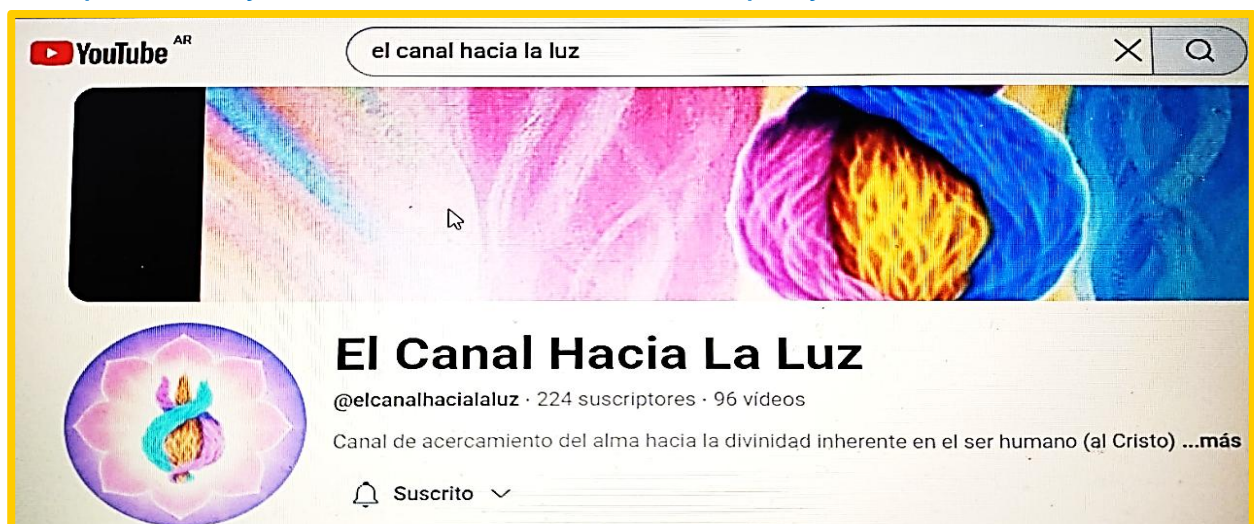 YouTube AR
el canal hacia la luz
El Canal Hacia La Luz
@elcanalhacialaluz · 224 suscriptores · 96 vídeos
Canal de acercamiento del alma hacia la divinidad inherente en el ser humano (al Cristo) ...más
Suscrito